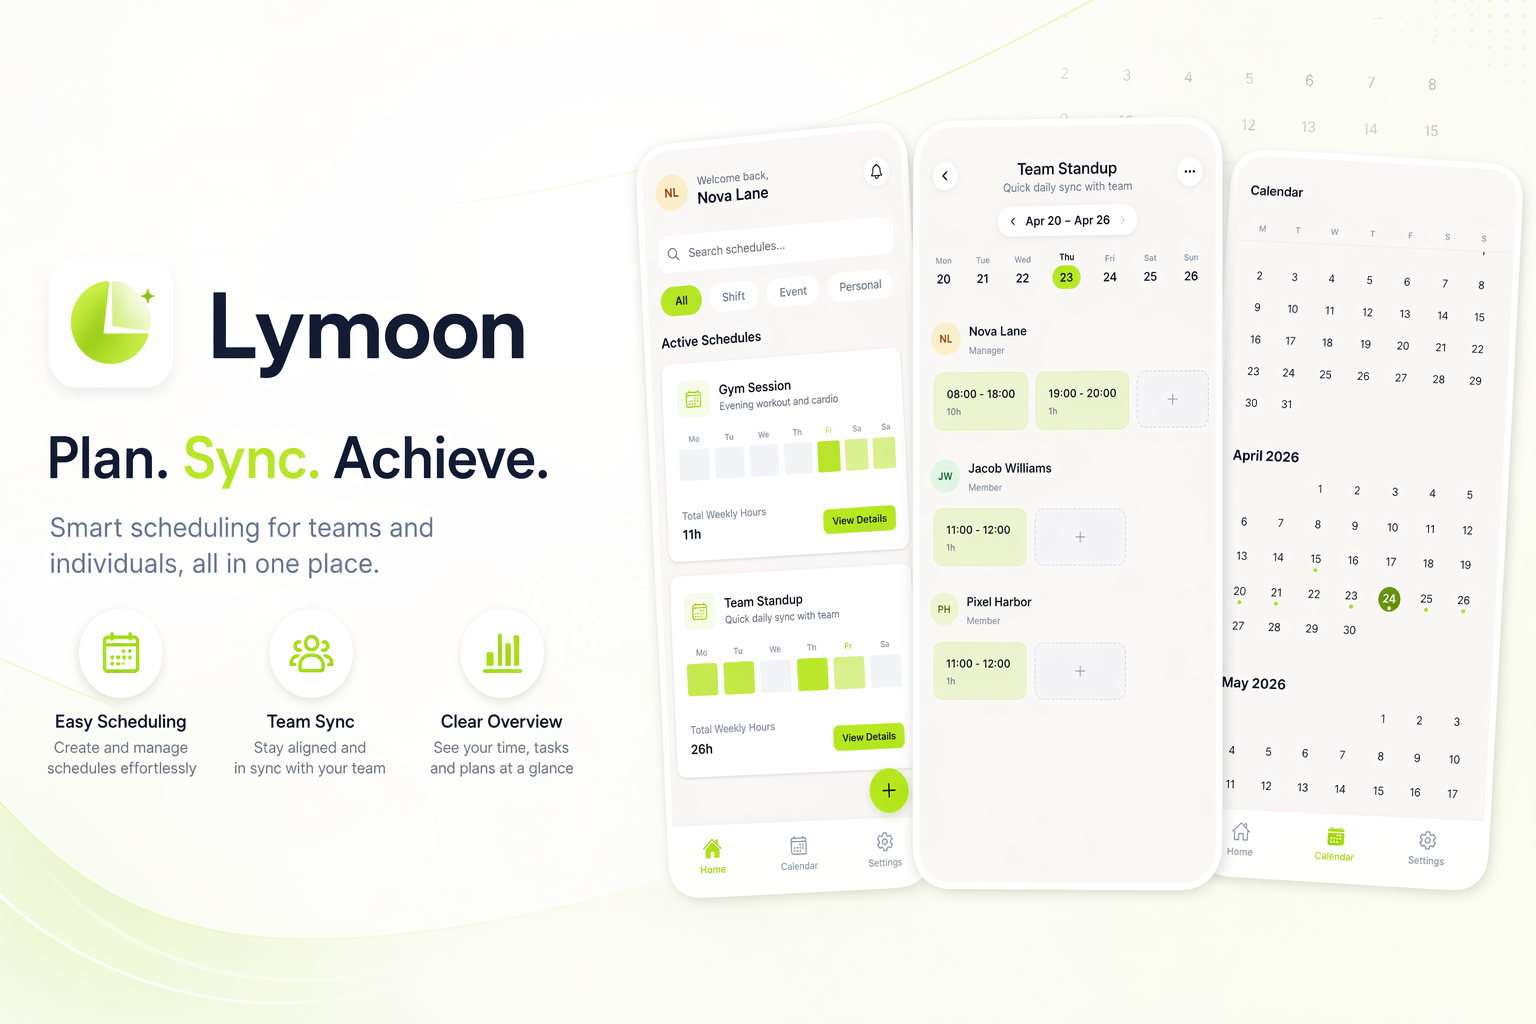 Lymoon
Plan. Sync. Achieve.
Smart scheduling for teams and
individuals, all in one place.
Easy Scheduling
Create and manage
schedules effortlessly
Team Sync
Stay aligned and
in sync with your team
Clear Overview
See your time, tasks
and plans at a glance
NL
Welcome back,
Nova Lane
Search schedules...
All Shift Event Personal
Active Schedules
Gym Session
Evening workout and cardio
Mo Tu We Th Fr Sa Sa
Total Weekly Hours
11h
View Details
Team Standup
Quick daily sync with team
Mo Tu We Th Fr Sa
Total Weekly Hours
26h
View Details
Home Calendar Settings
Team Standup
Quick daily sync with team
Apr 20 – Apr 26
Mon Tue Wed Thu Fri Sat Sun
20 21 22 23 24 25 26
NL
Nova Lane
Manager
08:00 - 18:00
10h
19:00 - 20:00
1h
JW
Jacob Williams
Member
11:00 - 12:00
1h
PH
Pixel Harbor
Member
11:00 - 12:00
1h
2 3 4 5 6 7 8
12 13 14 15
Calendar
M T W T F S S
2 3 4 5 6 7 8
9 10 11 12 13 14 15
16 17 18 19 20 21 22
23 24 25 26 27 28 29
30 31
April 2026
1 2 3 4 5
6 7 8 9 10 11 12
13 14 15 16 17 18 19
20 21 22 23 24 25 26
27 28 29 30
May 2026
1 2 3
4 5 6 7 8 9 10
11 12 13 14 15 16 17
Home Calendar Settings